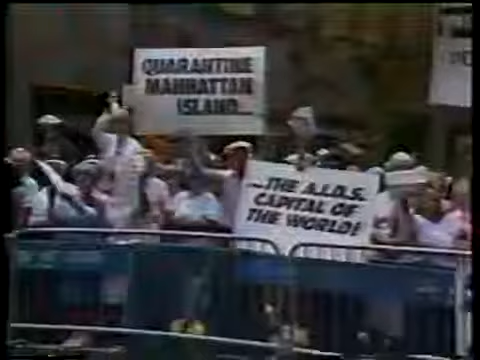 QUARANTINE
MANHATTAN
ISLAND...
...THE A.I.D.S.
CAPITAL OF
THE WORLD!